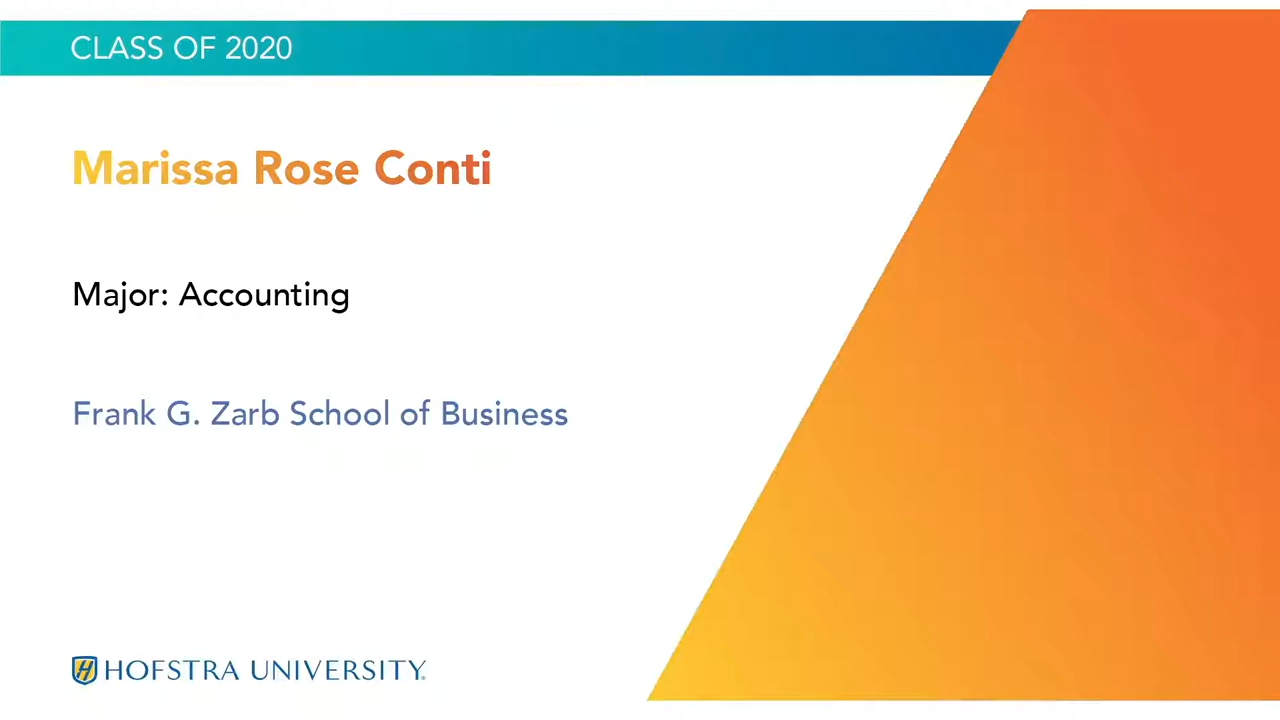 CLASS OF 2020
Marissa Rose Conti
Major: Accounting
Frank G. Zarb School of Business
H HOFSTRA UNIVERSITY®